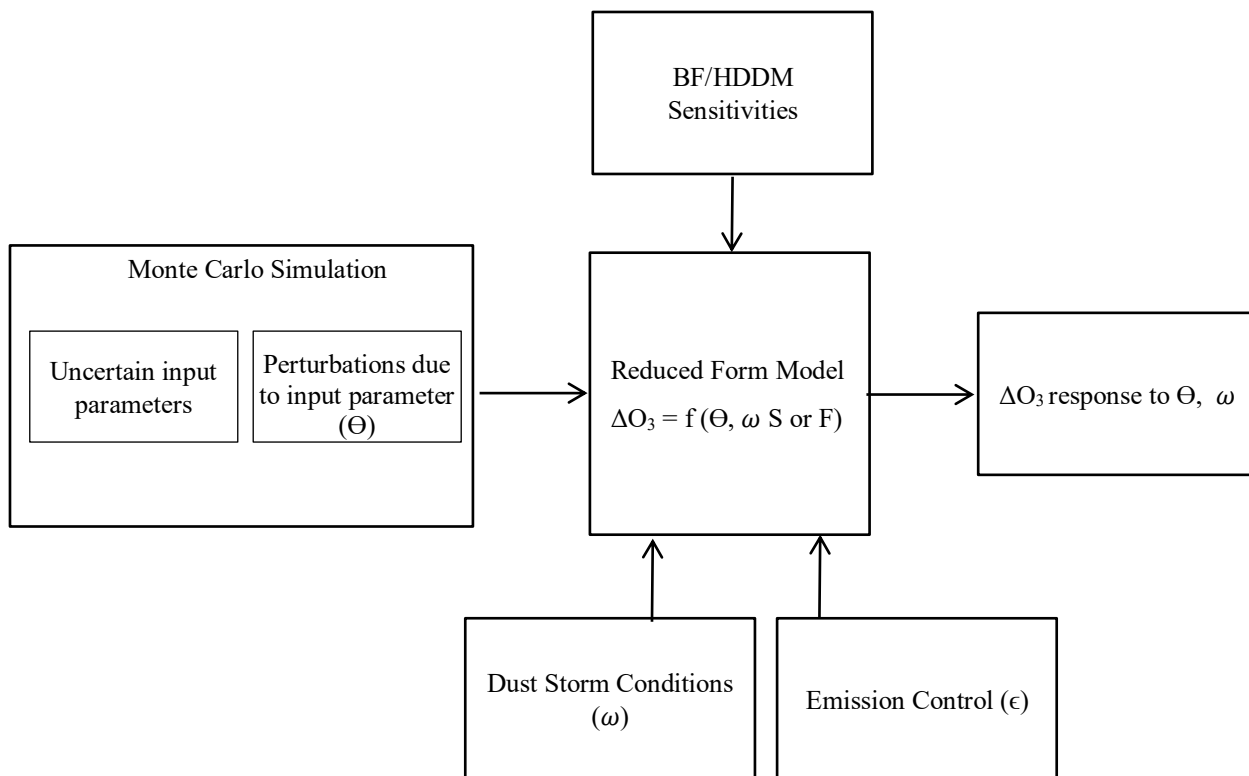 BF/HDDM
Sensitivities
Monte Carlo Simulation
Uncertain input
parameters
Perturbations due
to input parameter
(ϴ)
Reduced Form Model
ΔO₃ = f (ϴ, ω S or F)
ΔO₃ response to ϴ, ω
Dust Storm Conditions
(ω)
Emission Control (ϵ)